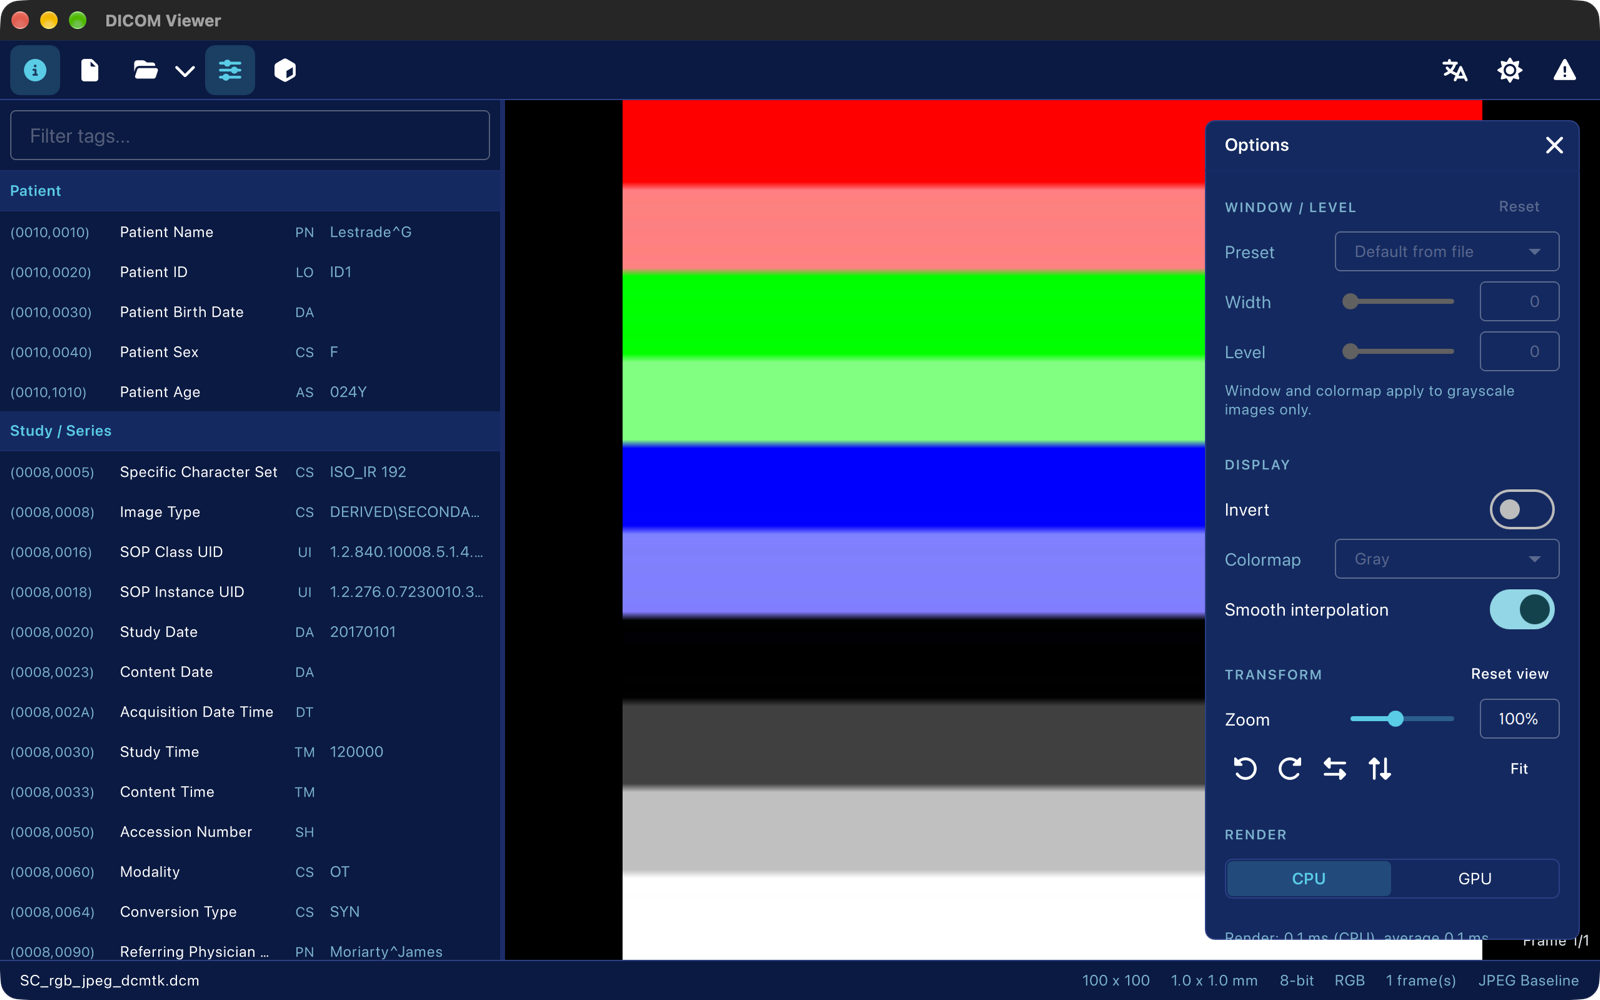 DICOM Viewer
Filter tags...
Patient
(0010,0010) Patient Name PN Lestrade^G
(0010,0020) Patient ID LO ID1
(0010,0030) Patient Birth Date DA
(0010,0040) Patient Sex CS F
(0010,1010) Patient Age AS 024Y
Study / Series
(0008,0005) Specific Character Set CS ISO_IR 192
(0008,0008) Image Type CS DERIVED\SECONDA...
(0008,0016) SOP Class UID UI 1.2.840.10008.5.1.4....
(0008,0018) SOP Instance UID UI 1.2.276.0.7230010.3...
(0008,0020) Study Date DA 20170101
(0008,0023) Content Date DA
(0008,002A) Acquisition Date Time DT
(0008,0030) Study Time TM 120000
(0008,0033) Content Time TM
(0008,0050) Accession Number SH
(0008,0060) Modality CS OT
(0008,0064) Conversion Type CS SYN
(0008,0090) Referring Physician ... PN Moriarty^James
Options
WINDOW / LEVEL Reset
Preset Default from file
Width 0
Level 0
Window and colormap apply to grayscale
images only.
DISPLAY
Invert
Colormap Gray
Smooth interpolation
TRANSFORM Reset view
Zoom 100%
Fit
RENDER
CPU GPU
Render: 0.1 ms (CPU), average 0.1 ms
Frame 1/1
SC_rgb_jpeg_dcmtk.dcm 100 x 100 1.0 x 1.0 mm 8-bit RGB 1 frame(s) JPEG Baseline